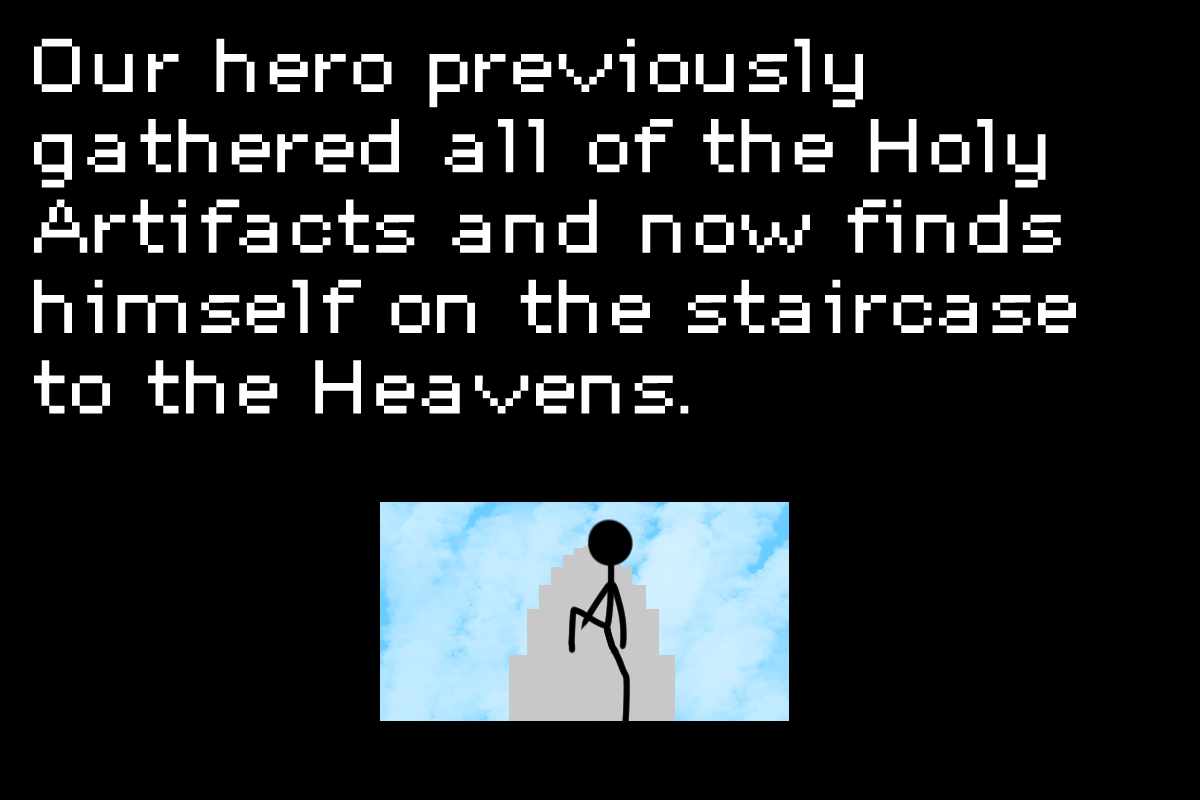 Our hero previously
gathered all of the Holy
Artifacts and now finds
himself on the staircase
to the Heavens.